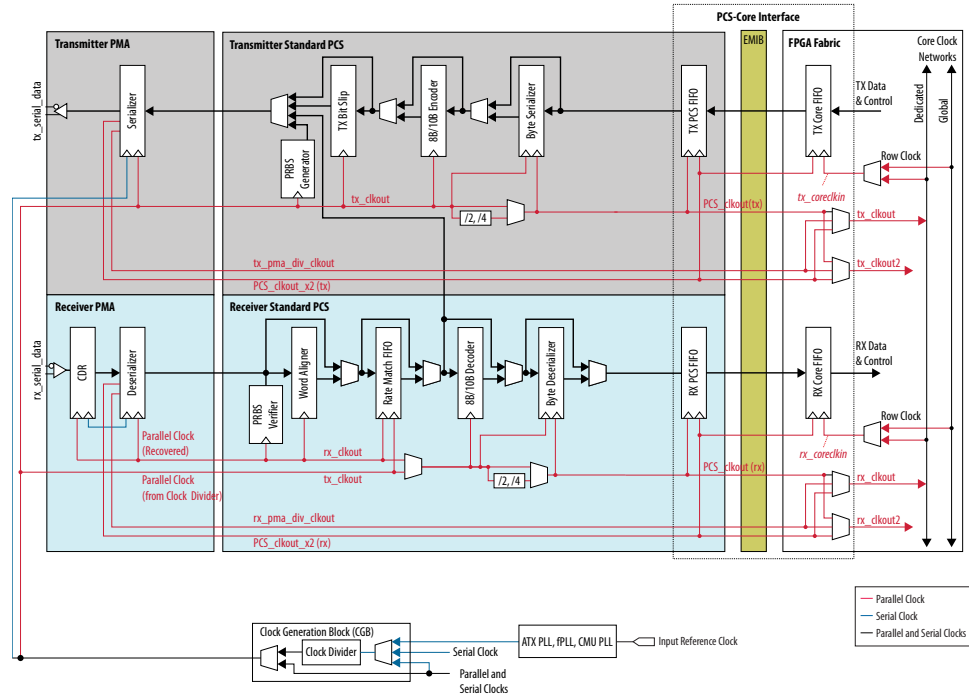 PCS-Core Interface
Transmitter PMA
Transmitter Standard PCS
EMIB
FPGA Fabric
Core Clock
Networks
tx_serial_data
Serializer
PRBS
Generator
TX Bit Slip
8B/10B Encoder
Byte Serializer
TX PCS FIFO
TX Core FIFO
TX Data
& Control
Dedicated
Global
Row Clock
tx_coreclkin
tx_clkout
/2, /4
PCS_clkout(tx)
tx_clkout
tx_pma_div_clkout
tx_clkout2
PCS_clkout_x2 (tx)
Receiver PMA
Receiver Standard PCS
rx_serial_data
CDR
Deserializer
PRBS
Verifier
Word Aligner
Rate Match FIFO
8B/10B Decoder
Byte Deserializer
RX PCS FIFO
RX Core FIFO
RX Data
& Control
Row Clock
rx_coreclkin
Parallel Clock
(Recovered)
rx_clkout
tx_clkout
Parallel Clock
(from Clock Divider)
/2, /4
PCS_clkout (rx)
rx_clkout
rx_pma_div_clkout
rx_clkout2
PCS_clkout_x2 (rx)
Parallel Clock
Serial Clock
Parallel and Serial Clocks
Clock Generation Block (CGB)
Clock Divider
ATX PLL, fPLL, CMU PLL
Input Reference Clock
Serial Clock
Parallel and
Serial Clocks